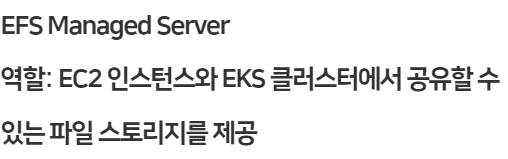 EFS Managed Server
역할: EC2 인스턴스와 EKS 클러스터에서 공유할 수
있는 파일 스토리지를 제공